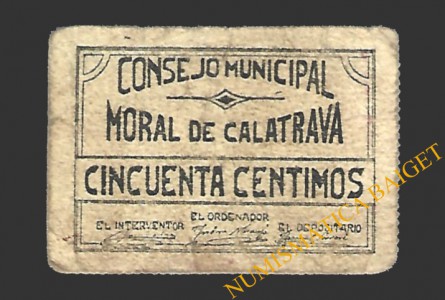 CONSEJO MUNICIPAL
MORAL DE CALATRAVA
CINCUENTA CENTIMOS
EL INTERVENTOR EL ORDENADOR EL DEPOSITARIO
NUMISMATICA BAIGET